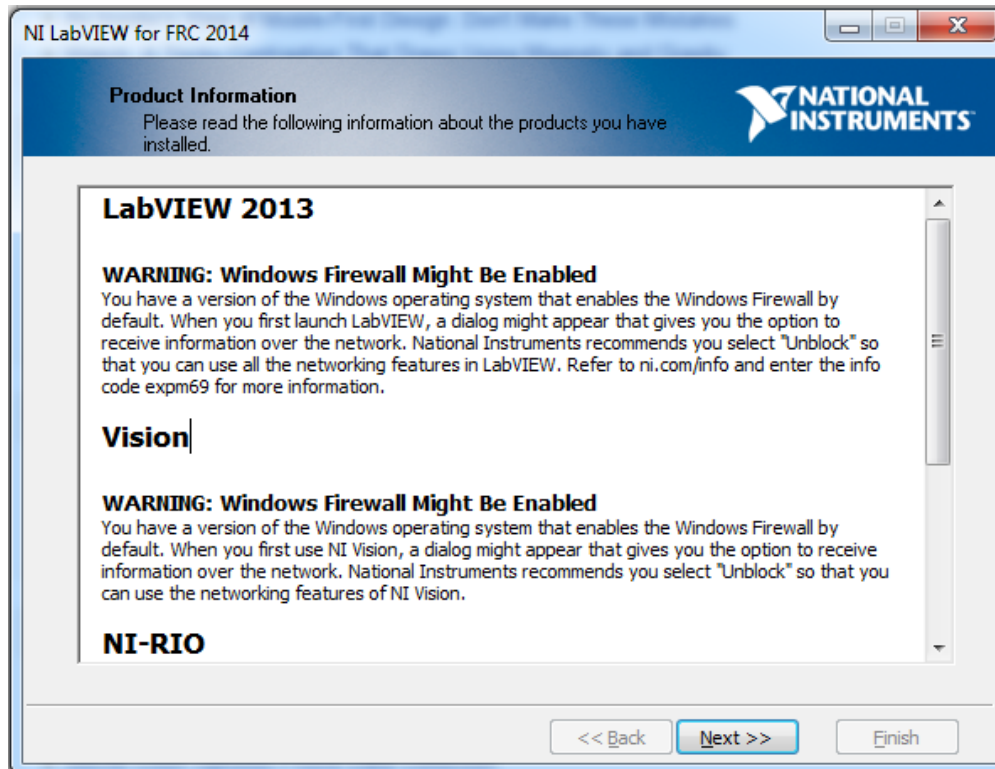 NI LabVIEW for FRC 2014
Product Information
Please read the following information about the products you have
installed.
NATIONAL
INSTRUMENTS
LabVIEW 2013
WARNING: Windows Firewall Might Be Enabled
You have a version of the Windows operating system that enables the Windows Firewall by
default. When you first launch LabVIEW, a dialog might appear that gives you the option to
receive information over the network. National Instruments recommends you select "Unblock" so
that you can use all the networking features in LabVIEW. Refer to ni.com/info and enter the info
code expm69 for more information.
Vision
WARNING: Windows Firewall Might Be Enabled
You have a version of the Windows operating system that enables the Windows Firewall by
default. When you first use NI Vision, a dialog might appear that gives you the option to receive
information over the network. National Instruments recommends you select "Unblock" so that you
can use the networking features of NI Vision.
NI-RIO
<< Back
Next >>
Finish